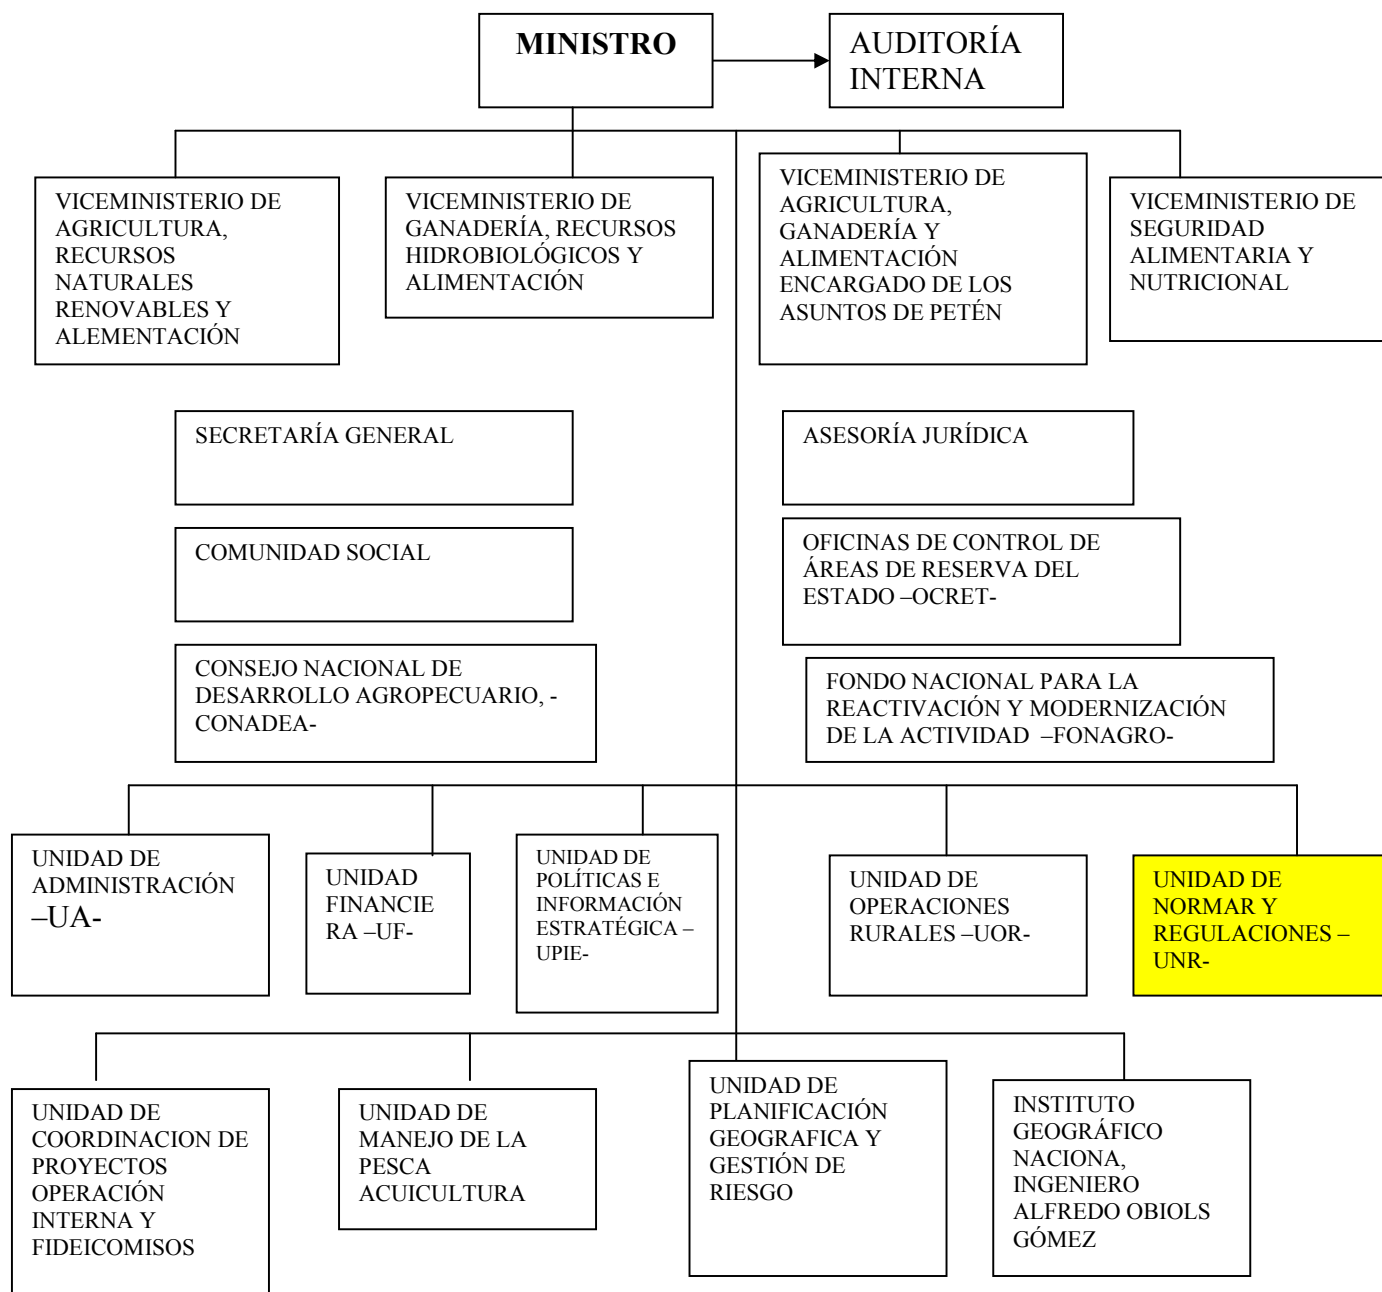 MINISTRO
AUDITORÍA
INTERNA
VICEMINISTERIO DE
AGRICULTURA,
RECURSOS
NATURALES
RENOVABLES Y
ALEMENTACIÓN
VICEMINISTERIO DE
GANADERÍA, RECURSOS
HIDROBIOLÓGICOS Y
ALIMENTACIÓN
VICEMINISTERIO DE
AGRICULTURA,
GANADERÍA Y
ALIMENTACIÓN
ENCARGADO DE LOS
ASUNTOS DE PETÉN
VICEMINISTERIO DE
SEGURIDAD
ALIMENTARIA Y
NUTRICIONAL
SECRETARÍA GENERAL
ASESORÍA JURÍDICA
COMUNIDAD SOCIAL
OFICINAS DE CONTROL DE
ÁREAS DE RESERVA DEL
ESTADO –OCRET-
CONSEJO NACIONAL DE
DESARROLLO AGROPECUARIO, -
CONADEA-
FONDO NACIONAL PARA LA
REACTIVACIÓN Y MODERNIZACIÓN
DE LA ACTIVIDAD –FONAGRO-
UNIDAD DE
ADMINISTRACIÓN
–UA-
UNIDAD
FINANCIE
RA –UF-
UNIDAD DE
POLÍTICAS E
INFORMACIÓN
ESTRATÉGICA –
UPIE-
UNIDAD DE
OPERACIONES
RURALES –UOR-
UNIDAD DE
NORMAR Y
REGULACIONES –
UNR-
UNIDAD DE
COORDINACION DE
PROYECTOS
OPERACIÓN
INTERNA Y
FIDEICOMISOS
UNIDAD DE
MANEJO DE LA
PESCA
ACUICULTURA
UNIDAD DE
PLANIFICACIÓN
GEOGRAFICA Y
GESTIÓN DE
RIESGO
INSTITUTO
GEOGRÁFICO
NACIONA,
INGENIERO
ALFREDO OBIOLS
GÓMEZ